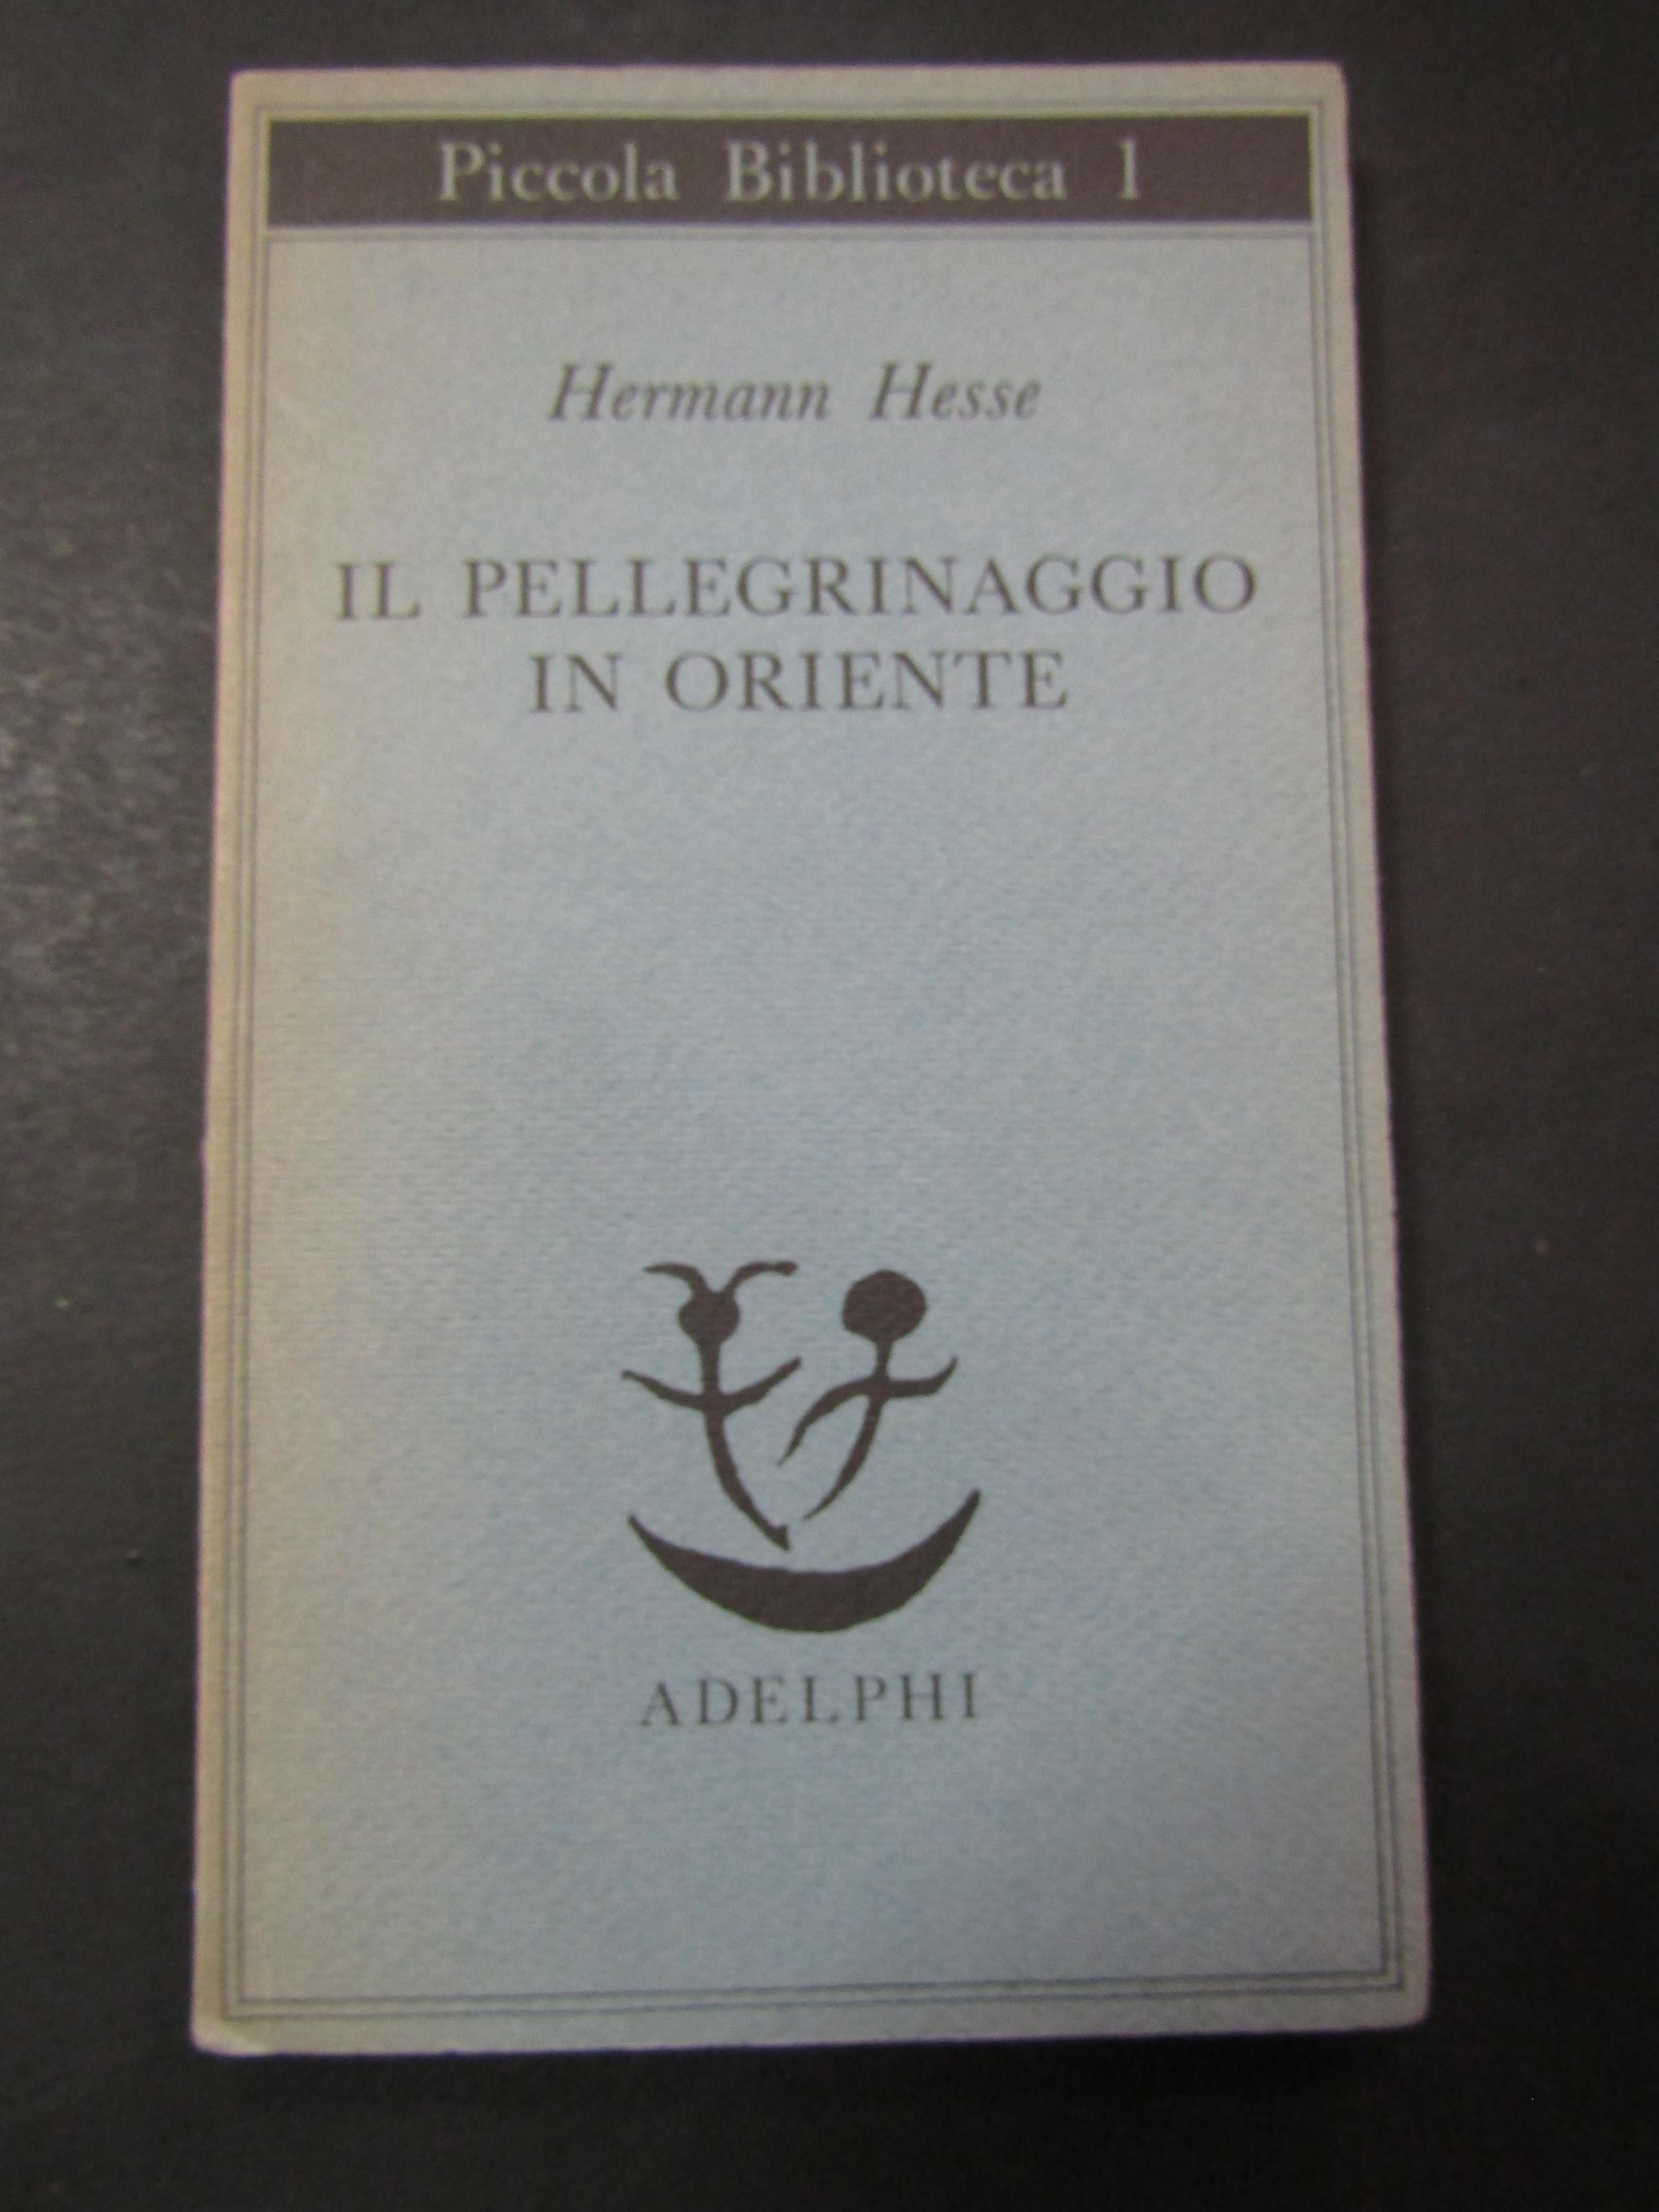 Piccola Biblioteca 1
Hermann Hesse
IL PELLEGRINAGGIO
IN ORIENTE
ADELPHI